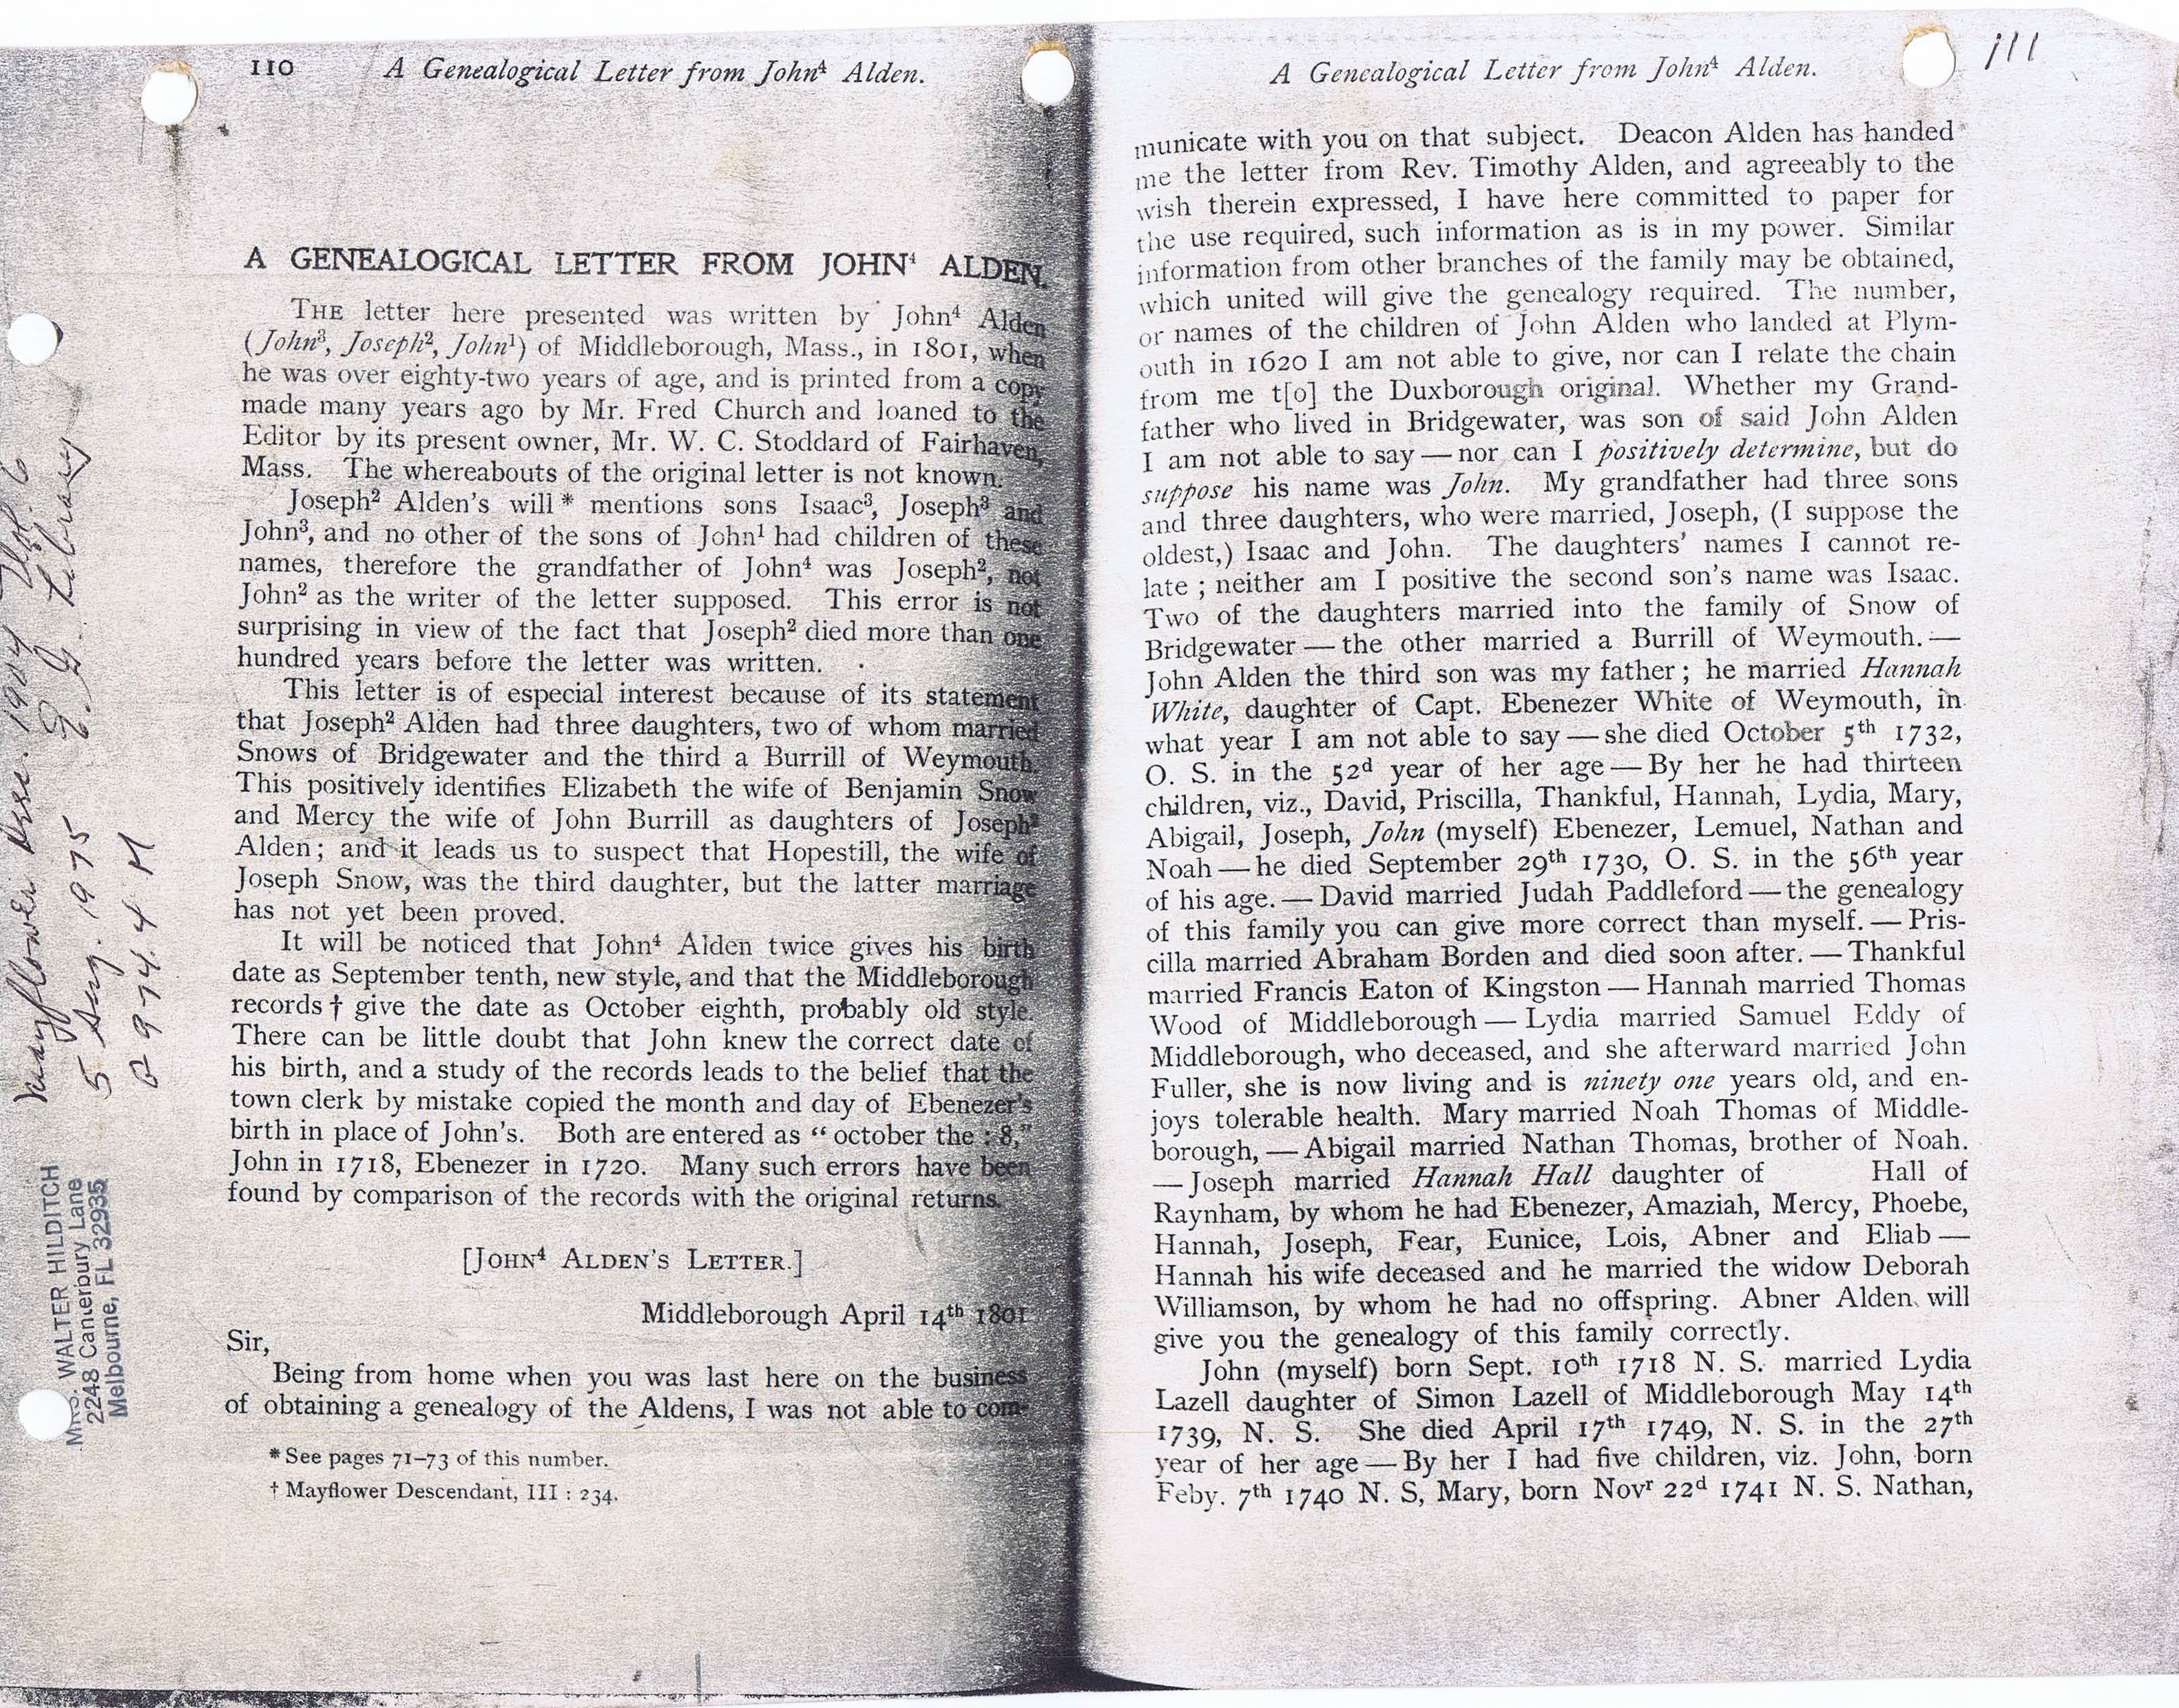 110 A Genealogical Letter from John⁴ Alden.
A GENEALOGICAL LETTER FROM JOHN⁴ ALDEN.
THE letter here presented was written by John⁴ Alden
(John³, Joseph², John¹) of Middleborough, Mass., in 1801, when
he was over eighty-two years of age, and is printed from a copy
made many years ago by Mr. Fred Church and loaned to the
Editor by its present owner, Mr. W. C. Stoddard of Fairhaven,
Mass. The whereabouts of the original letter is not known.
Joseph² Alden's will * mentions sons Isaac³, Joseph³ and
John³, and no other of the sons of John¹ had children of these
names, therefore the grandfather of John⁴ was Joseph², not
John² as the writer of the letter supposed. This error is not
surprising in view of the fact that Joseph² died more than one
hundred years before the letter was written.
This letter is of especial interest because of its statement
that Joseph² Alden had three daughters, two of whom married
Snows of Bridgewater and the third a Burrill of Weymouth.
This positively identifies Elizabeth the wife of Benjamin Snow
and Mercy the wife of John Burrill as daughters of Joseph²
Alden; and it leads us to suspect that Hopestill, the wife of
Joseph Snow, was the third daughter, but the latter marriage
has not yet been proved.
It will be noticed that John⁴ Alden twice gives his birth
date as September tenth, new style, and that the Middleborough
records † give the date as October eighth, probably old style.
There can be little doubt that John knew the correct date of
his birth, and a study of the records leads to the belief that the
town clerk by mistake copied the month and day of Ebenezer's
birth in place of John's. Both are entered as "october the : 8,"
John in 1718, Ebenezer in 1720. Many such errors have been
found by comparison of the records with the original returns.
[JOHN⁴ ALDEN'S LETTER.]
Middleborough April 14th 1801
Sir,
Being from home when you was last here on the business
of obtaining a genealogy of the Aldens, I was not able to com-
* See pages 71–73 of this number.
† Mayflower Descendant, III : 234.
Mayflower Desc. 1904 Vol. 6
5 Aug. 1975 E. G. Library
R 974.4 M
MRS. WALTER HILDITCH
2248 Canterbury Lane
Melbourne, FL 32935
A Genealogical Letter from John⁴ Alden. 111
municate with you on that subject. Deacon Alden has handed
me the letter from Rev. Timothy Alden, and agreeably to the
wish therein expressed, I have here committed to paper for
the use required, such information as is in my power. Similar
information from other branches of the family may be obtained,
which united will give the genealogy required. The number,
or names of the children of John Alden who landed at Plym-
outh in 1620 I am not able to give, nor can I relate the chain
from me t[o] the Duxborough original. Whether my Grand-
father who lived in Bridgewater, was son of said John Alden
I am not able to say — nor can I positively determine, but do
suppose his name was John. My grandfather had three sons
and three daughters, who were married, Joseph, (I suppose the
oldest,) Isaac and John. The daughters' names I cannot re-
late ; neither am I positive the second son's name was Isaac.
Two of the daughters married into the family of Snow of
Bridgewater — the other married a Burrill of Weymouth. —
John Alden the third son was my father ; he married Hannah
White, daughter of Capt. Ebenezer White of Weymouth, in
what year I am not able to say — she died October 5th 1732,
O. S. in the 52d year of her age — By her he had thirteen
children, viz., David, Priscilla, Thankful, Hannah, Lydia, Mary,
Abigail, Joseph, John (myself) Ebenezer, Lemuel, Nathan and
Noah — he died September 29th 1730, O. S. in the 56th year
of his age. — David married Judah Paddleford — the genealogy
of this family you can give more correct than myself. — Pris-
cilla married Abraham Borden and died soon after. — Thankful
married Francis Eaton of Kingston — Hannah married Thomas
Wood of Middleborough — Lydia married Samuel Eddy of
Middleborough, who deceased, and she afterward married John
Fuller, she is now living and is ninety one years old, and en-
joys tolerable health. Mary married Noah Thomas of Middle-
borough, — Abigail married Nathan Thomas, brother of Noah.
— Joseph married Hannah Hall daughter of Hall of
Raynham, by whom he had Ebenezer, Amaziah, Mercy, Phoebe,
Hannah, Joseph, Fear, Eunice, Lois, Abner and Eliab —
Hannah his wife deceased and he married the widow Deborah
Williamson, by whom he had no offspring. Abner Alden will
give you the genealogy of this family correctly.
John (myself) born Sept. 10th 1718 N. S. married Lydia
Lazell daughter of Simon Lazell of Middleborough May 14th
1739, N. S. She died April 17th 1749, N. S. in the 27th
year of her age — By her I had five children, viz. John, born
Feby. 7th 1740 N. S, Mary, born Novr 22d 1741 N. S. Nathan,